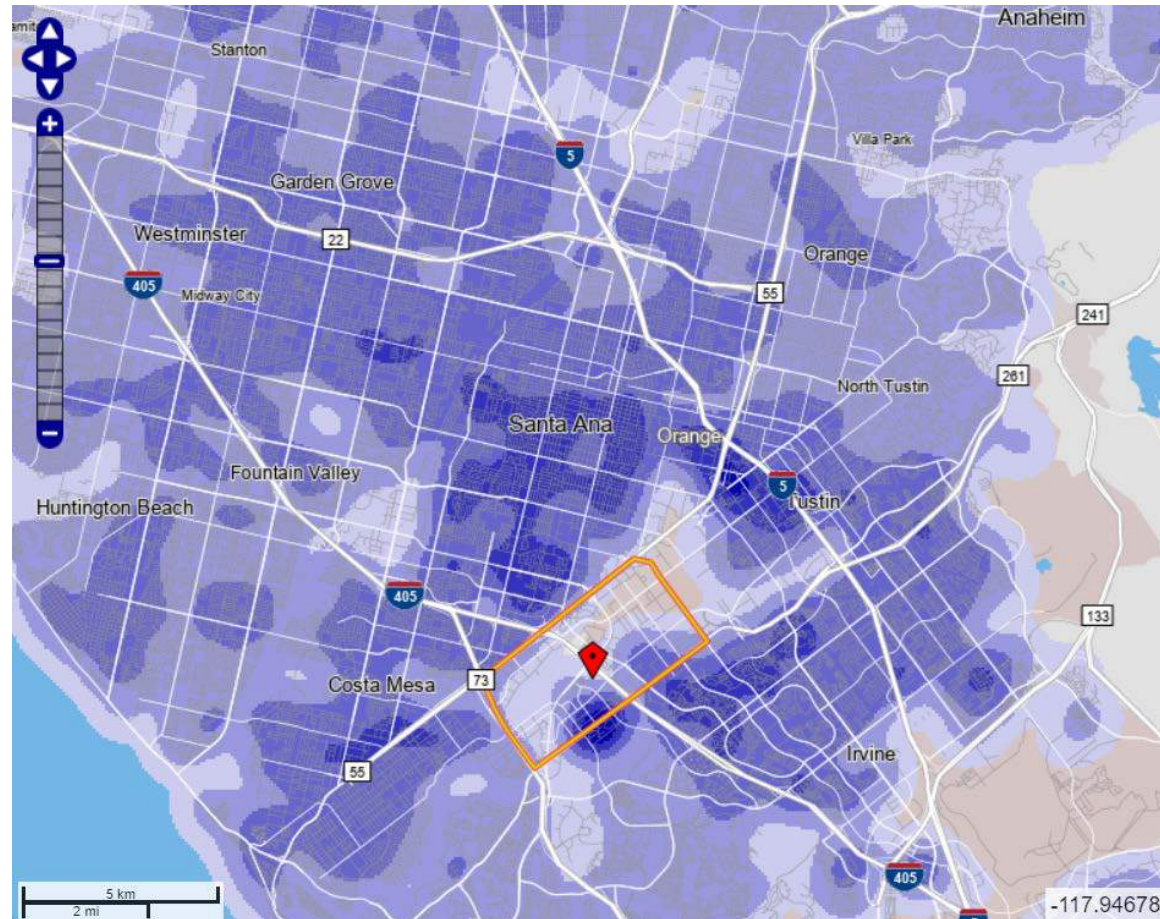 Anaheim
amit
Stanton
+
5
Villa Park
Garden Grove
Westminster
22
Orange
405
Midway City
55
241
261
North Tustin
Santa Ana
Orange
−
Fountain Valley
5
Tustin
Huntington Beach
405
133
73
Costa Mesa
Irvine
55
405
5 km
2 mi
-117.94678